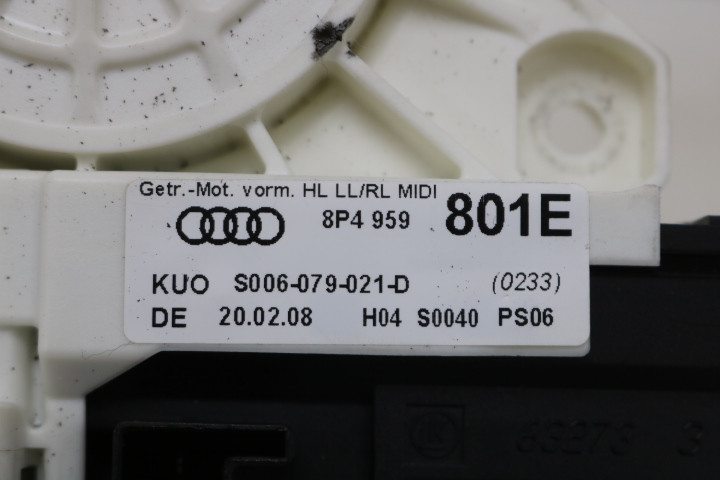 Getr.-Mot. vorm. HL LL/RL MIDI
8P4 959 801E
KUO S006-079-021-D (0233)
DE 20.02.08 H04 S0040 PS06
63273